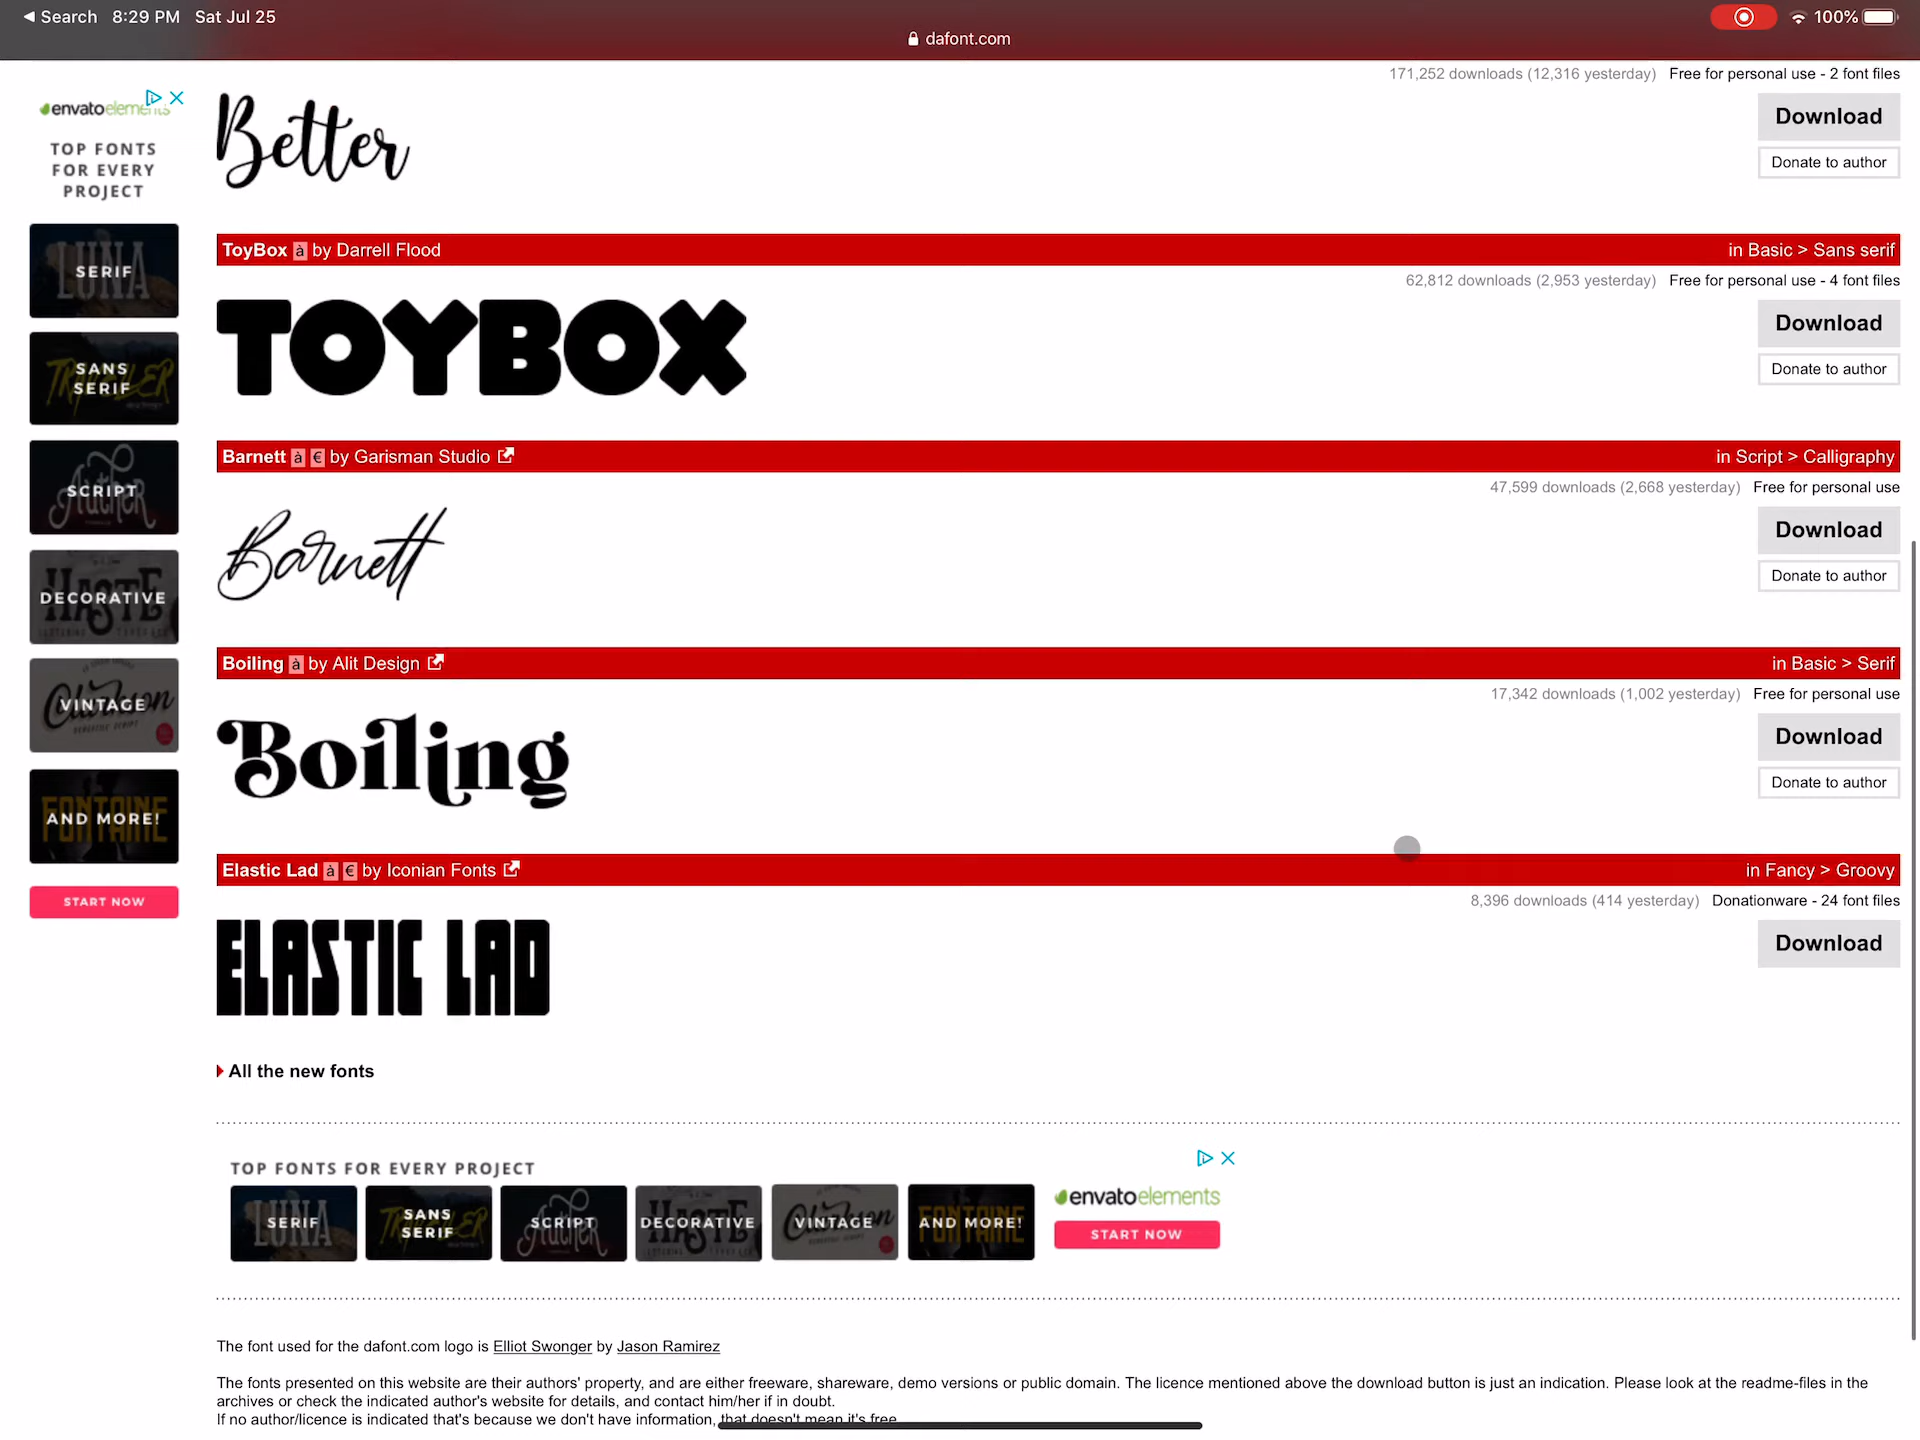 Search 8:29 PM Sat Jul 25
100%
dafont.com
171,252 downloads (12,316 yesterday) Free for personal use - 2 font files
envatoelements
TOP FONTS
FOR EVERY
PROJECT
Better
Download
Donate to author
ToyBox à by Darrell Flood in Basic > Sans serif
62,812 downloads (2,953 yesterday) Free for personal use - 4 font files
LUNA
SERIF
TOYBOX
Download
Donate to author
SANS
SERIF
Barnett à € by Garisman Studio in Script > Calligraphy
47,599 downloads (2,668 yesterday) Free for personal use
SCRIPT
Barnett
Download
Donate to author
HASTE
DECORATIVE
Boiling à by Alit Design in Basic > Serif
17,342 downloads (1,002 yesterday) Free for personal use
VINTAGE
Boiling
Download
Donate to author
FONTAINE
AND MORE!
Elastic Lad à € by Iconian Fonts in Fancy > Groovy
8,396 downloads (414 yesterday) Donationware - 24 font files
START NOW
ELASTIC LAD
Download
All the new fonts
TOP FONTS FOR EVERY PROJECT
LUNA
SERIF
SANS
SERIF
SCRIPT
HASTE
DECORATIVE
VINTAGE
FONTAINE
AND MORE!
envatoelements
START NOW
The font used for the dafont.com logo is Elliot Swonger by Jason Ramirez
The fonts presented on this website are their authors' property, and are either freeware, shareware, demo versions or public domain. The licence mentioned above the download button is just an indication. Please look at the readme-files in the
archives or check the indicated author's website for details, and contact him/her if in doubt.
If no author/licence is indicated that's because we don't have information, that doesn't mean it's free